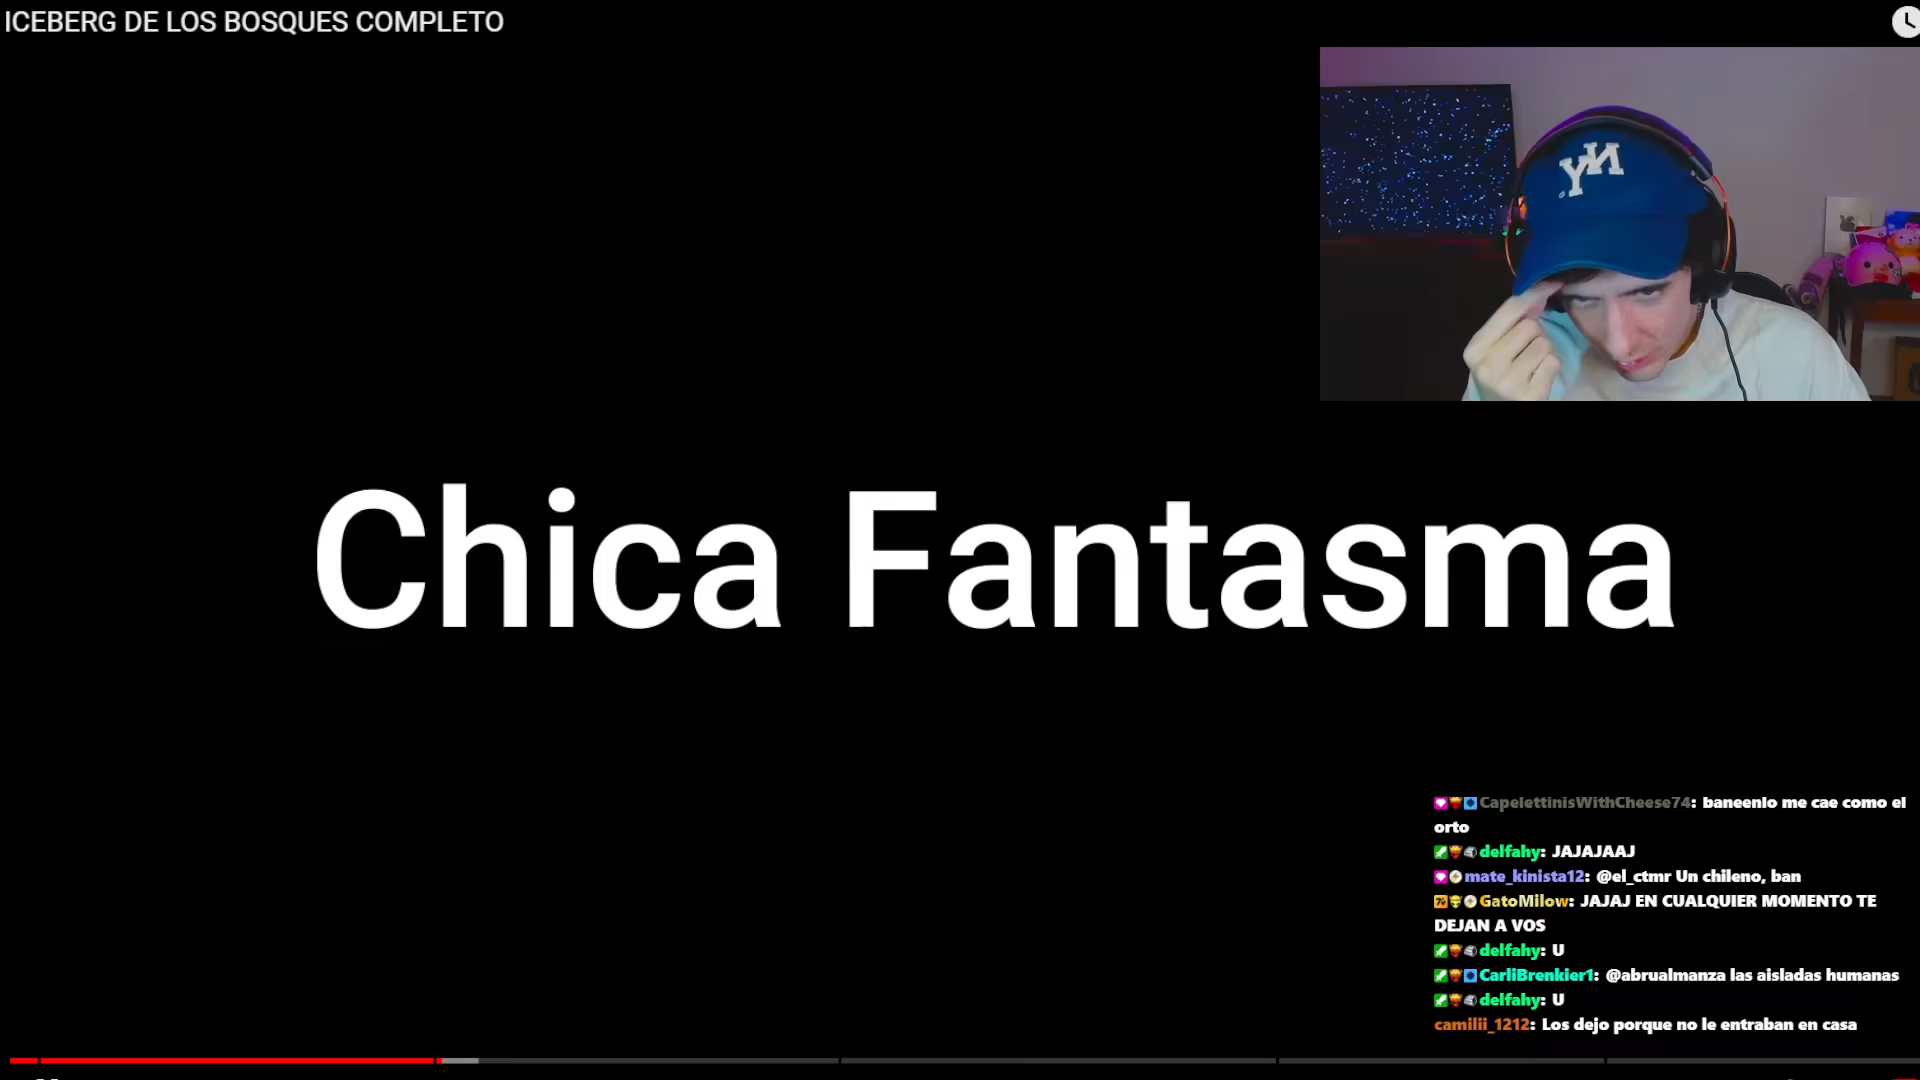 ICEBERG DE LOS BOSQUES COMPLETO
NY
Chica Fantasma
CapelettinisWithCheese74: baneenlo me cae como el
orto
delfahy: JAJAJAAJ
mate_kinista12: @el_ctmr Un chileno, ban
GatoMilow: JAJAJ EN CUALQUIER MOMENTO TE
DEJAN A VOS
delfahy: U
CarliBrenkier1: @abrualmanza las aisladas humanas
delfahy: U
camilii_1212: Los dejo porque no le entraban en casa